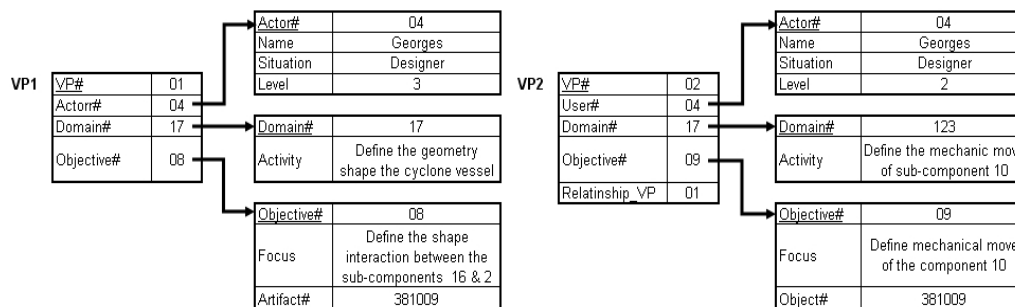 VP1
VP# 01
Actorr# 04
Domain# 17
Objective# 08
Actor# 04
Name Georges
Situation Designer
Level 3
Domain# 17
Activity Define the geometry
shape the cyclone vessel
Objective# 08
Focus Define the shape
interaction between the
sub-components 16 & 2
Artifact# 381009
VP2
VP# 02
User# 04
Domain# 17
Objective# 09
Relatinship_VP 01
Actor# 04
Name Georges
Situation Designer
Level 2
Domain# 123
Activity Define the mechanic mov
of sub-component 10
Objective# 09
Focus Define mechanical move
of the component 10
Object# 381009